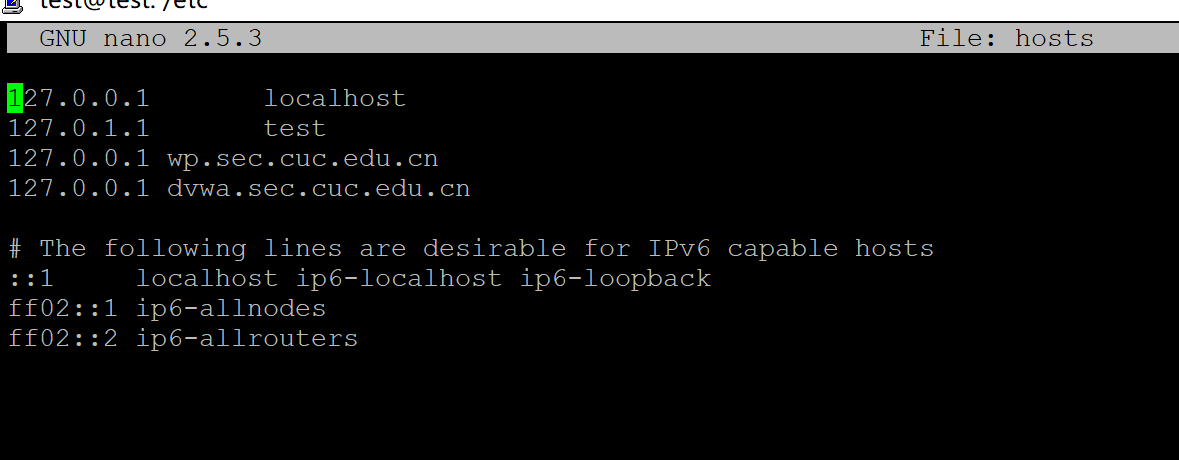 test@test: /etc
GNU nano 2.5.3 File: hosts
127.0.0.1 localhost
127.0.1.1 test
127.0.0.1 wp.sec.cuc.edu.cn
127.0.0.1 dvwa.sec.cuc.edu.cn
# The following lines are desirable for IPv6 capable hosts
::1 localhost ip6-localhost ip6-loopback
ff02::1 ip6-allnodes
ff02::2 ip6-allrouters